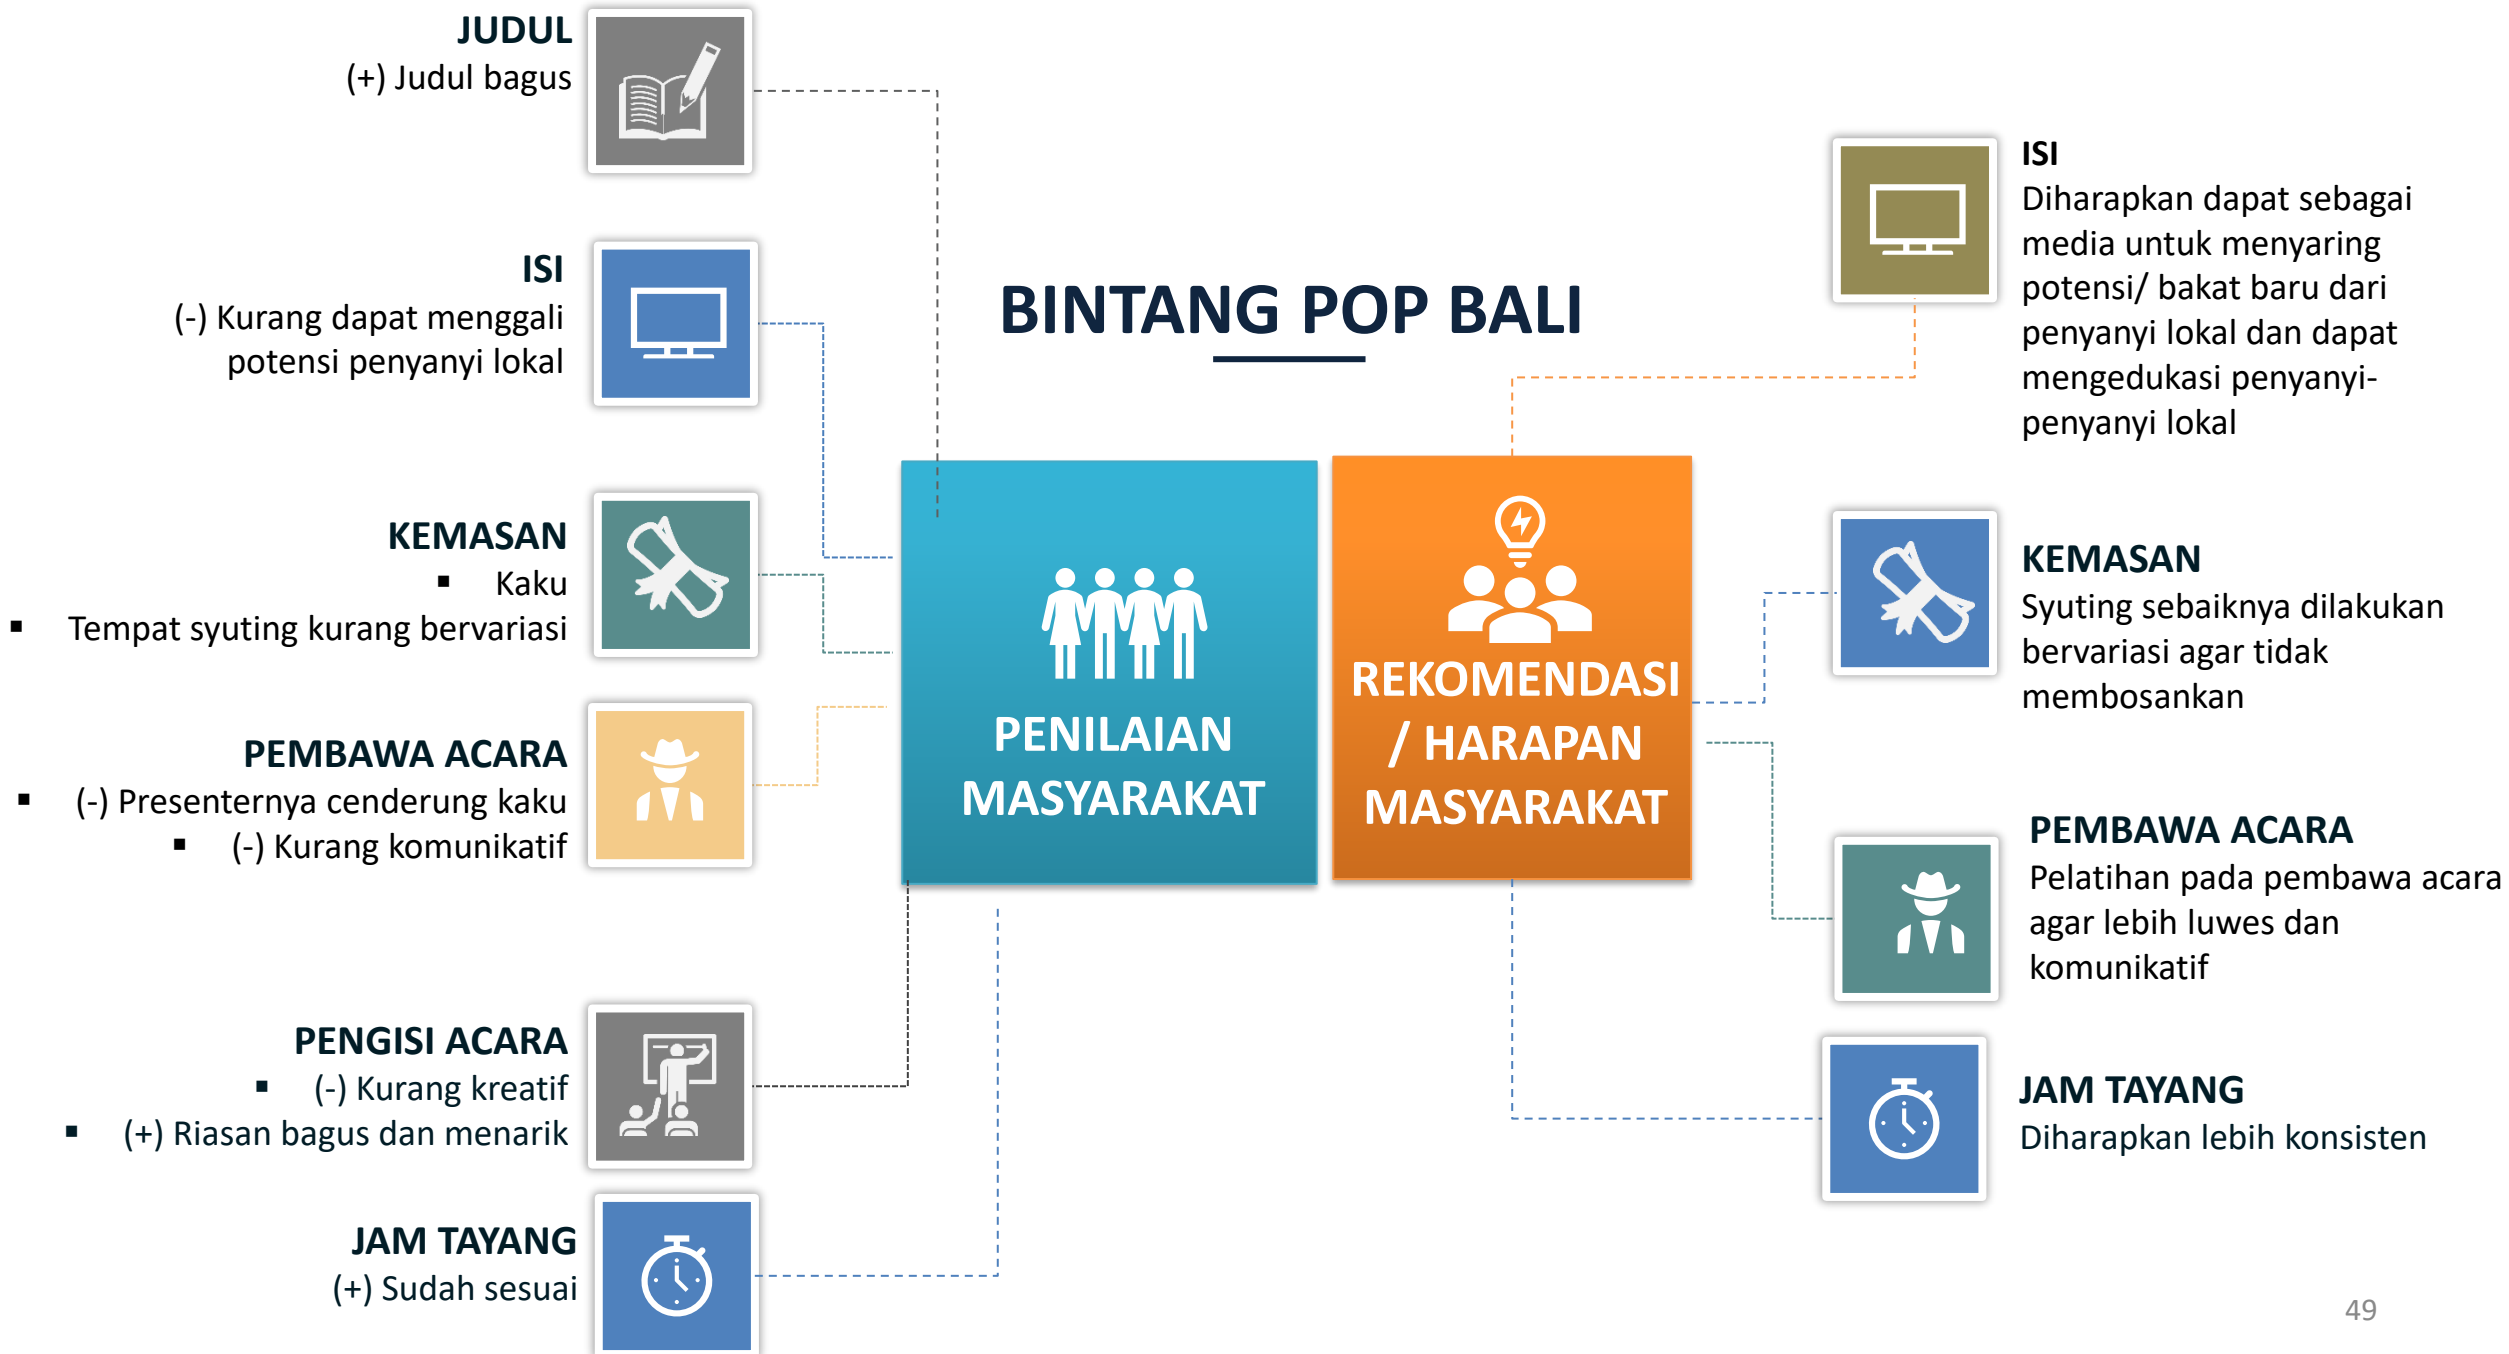 JUDUL
(+) Judul bagus
ISI
(-) Kurang dapat menggali
potensi penyanyi lokal
KEMASAN
▪ Kaku
▪ Tempat syuting kurang bervariasi
PEMBAWA ACARA
▪ (-) Presenternya cenderung kaku
▪ (-) Kurang komunikatif
PENGISI ACARA
▪ (-) Kurang kreatif
▪ (+) Riasan bagus dan menarik
JAM TAYANG
(+) Sudah sesuai
BINTANG POP BALI
PENILAIAN
MASYARAKAT
REKOMENDASI
/ HARAPAN
MASYARAKAT
ISI
Diharapkan dapat sebagai
media untuk menyaring
potensi/ bakat baru dari
penyanyi lokal dan dapat
mengedukasi penyanyi-
penyanyi lokal
KEMASAN
Syuting sebaiknya dilakukan
bervariasi agar tidak
membosankan
PEMBAWA ACARA
Pelatihan pada pembawa acara
agar lebih luwes dan
komunikatif
JAM TAYANG
Diharapkan lebih konsisten
49